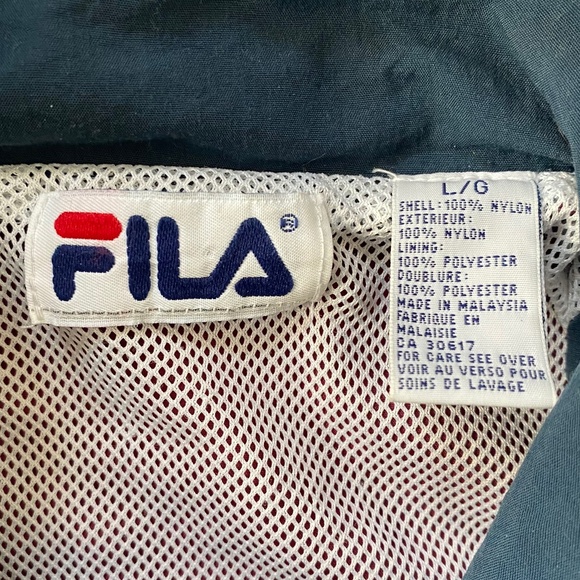 FILA
L/G
SHELL: 100% NYLON
EXTERIEUR:
100% NYLON
LINING:
100% POLYESTER
DOUBLURE:
100% POLYESTER
MADE IN MALAYSIA
FABRIQUE EN
MALAISIE
CA 30617
FOR CARE SEE OVER
VOIR AU VERSO POUR
SOINS DE LAVAGE